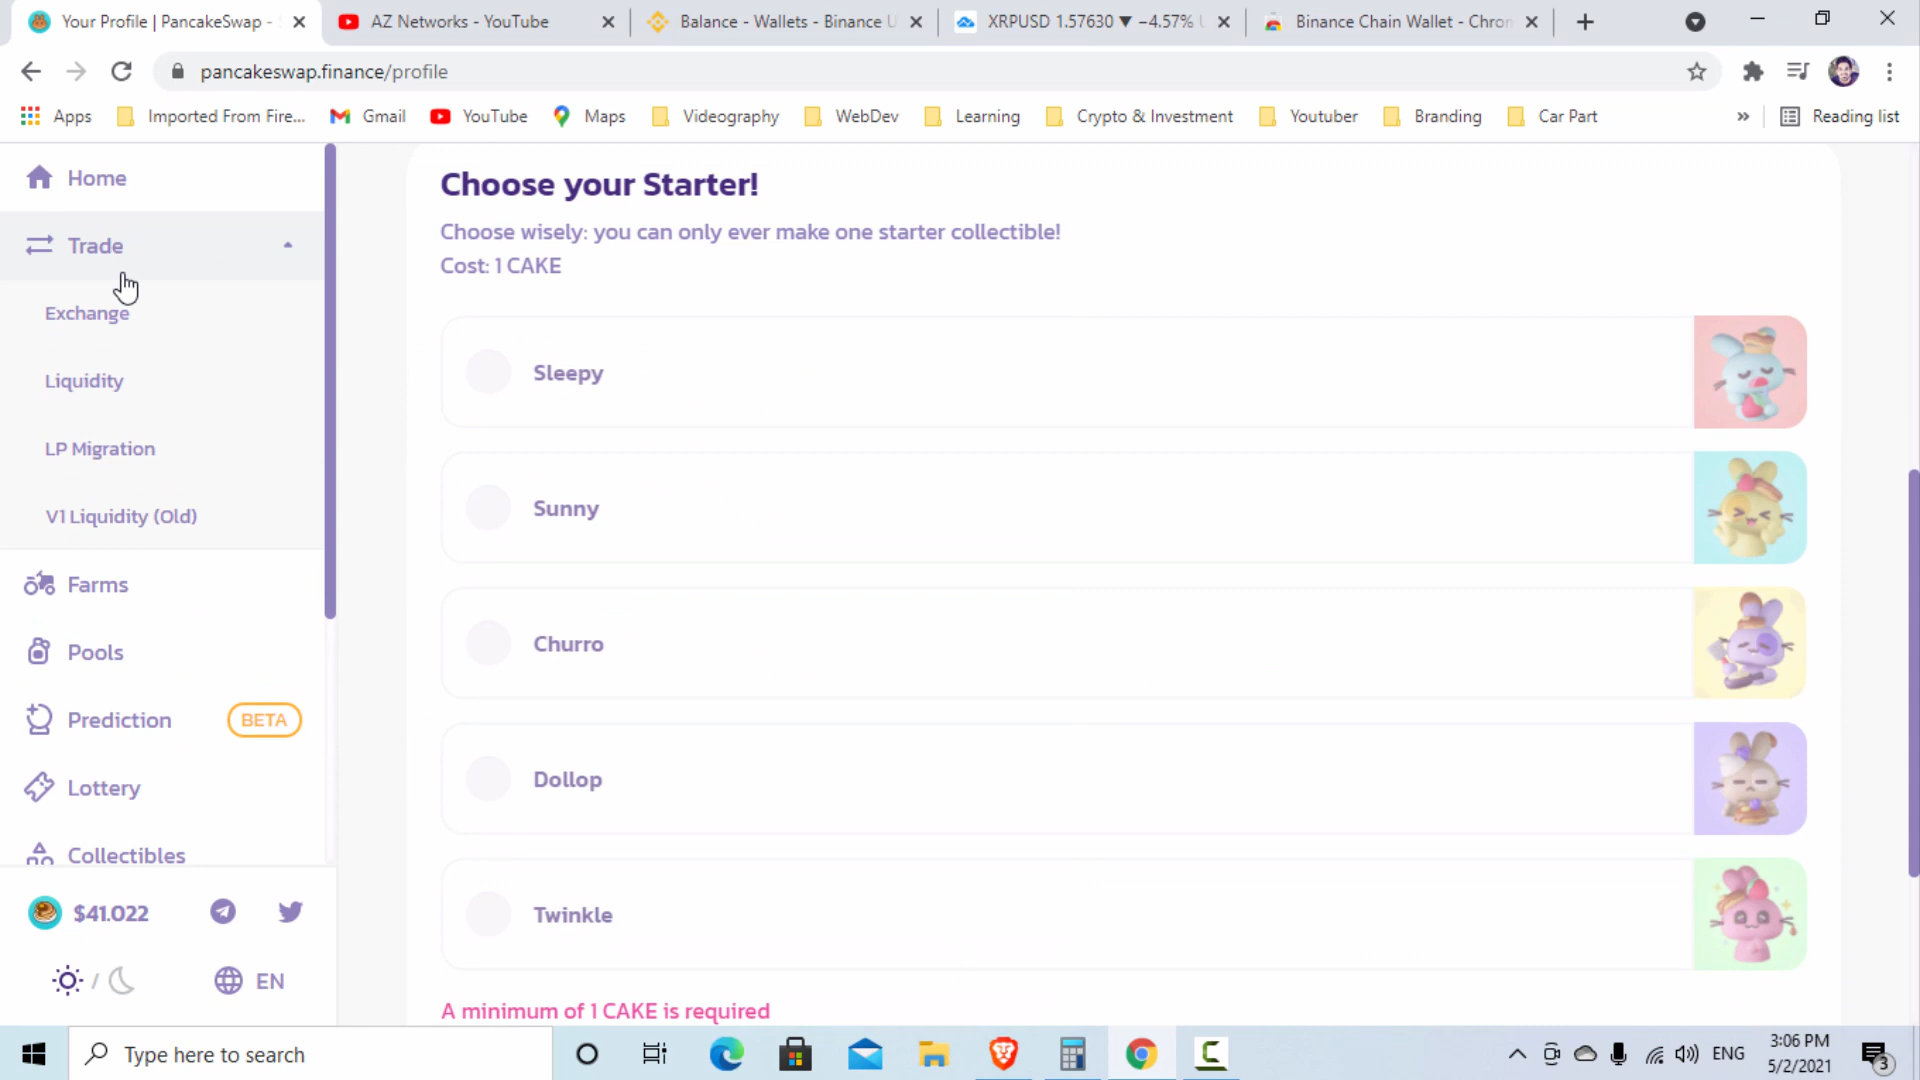 Your Profile | PancakeSwap -
AZ Networks - YouTube
Balance - Wallets - Binance U
XRPUSD 1.57630 ▼ −4.57% U
Binance Chain Wallet - Chrom
pancakeswap.finance/profile
Apps
Imported From Fire...
Gmail
YouTube
Maps
Videography
WebDev
Learning
Crypto & Investment
Youtuber
Branding
Car Part
»
Reading list
Home
Trade
Exchange
Liquidity
LP Migration
V1 Liquidity (Old)
Farms
Pools
Prediction
BETA
Lottery
Collectibles
$41.022
/
EN
Choose your Starter!
Choose wisely: you can only ever make one starter collectible!
Cost: 1 CAKE
Sleepy
Sunny
Churro
Dollop
Twinkle
A minimum of 1 CAKE is required
Type here to search
ENG
3:06 PM
5/2/2021
3